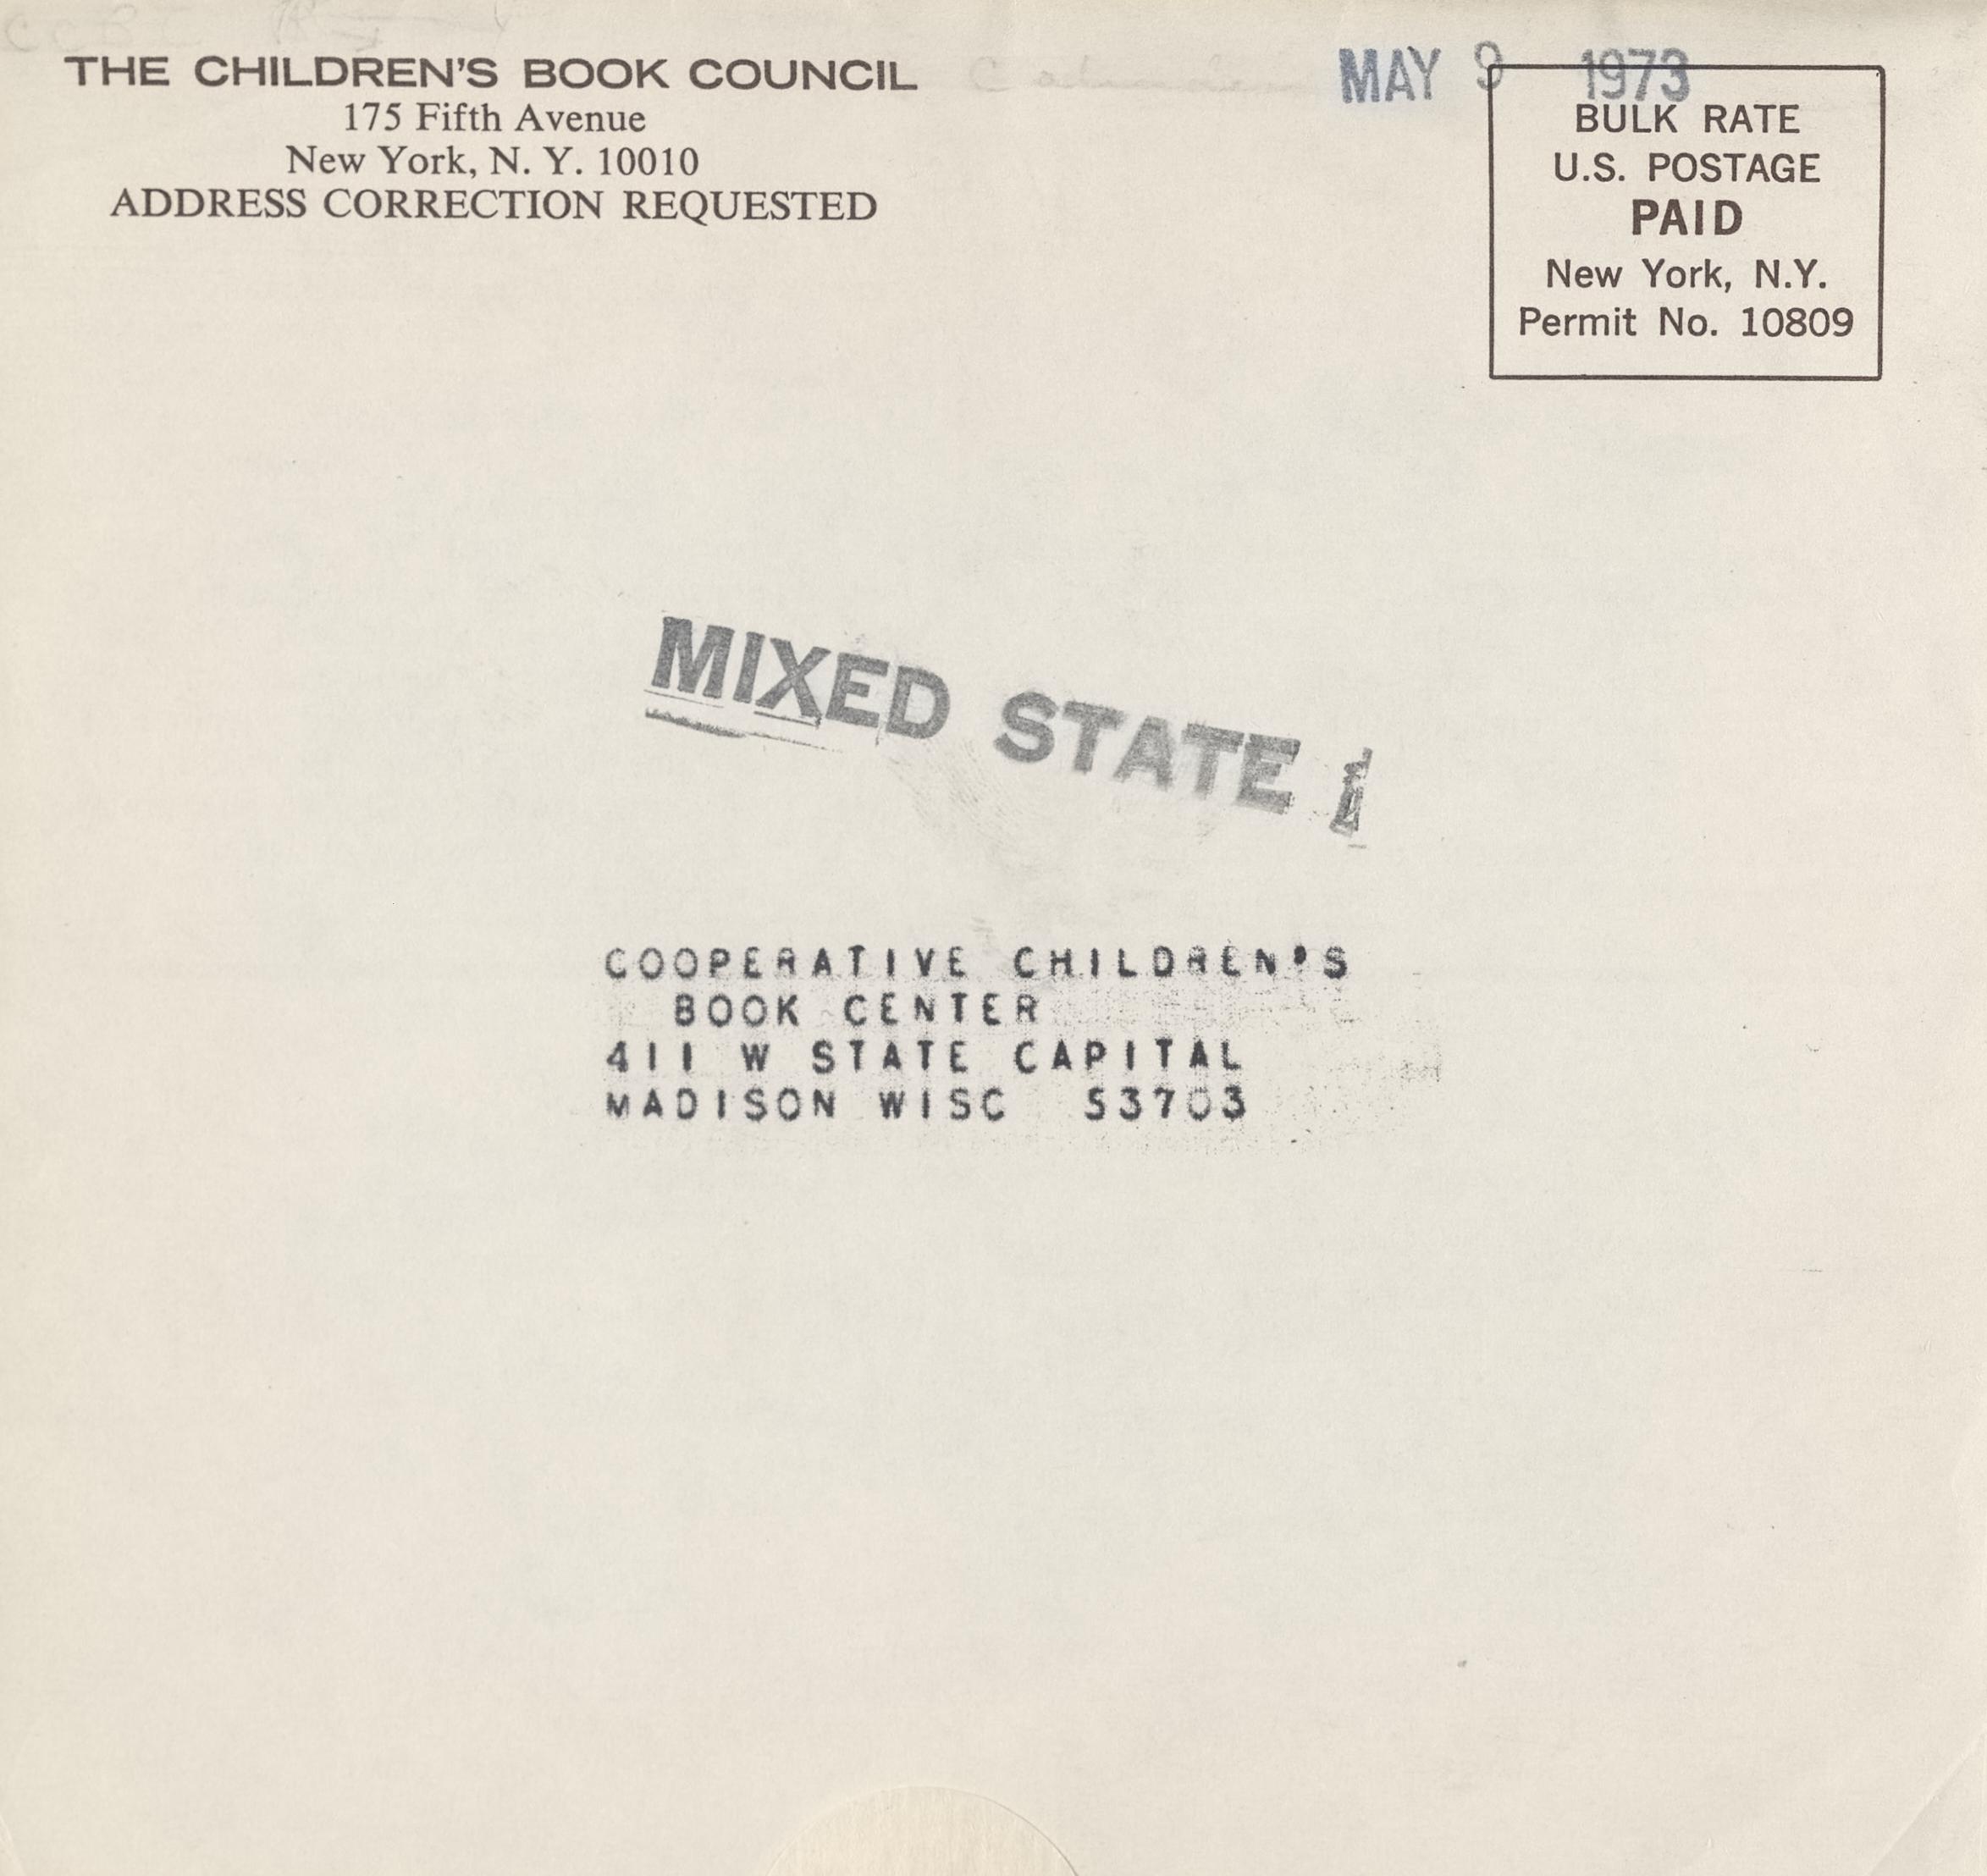 THE CHILDREN'S BOOK COUNCIL
175 Fifth Avenue
New York, N. Y. 10010
ADDRESS CORRECTION REQUESTED
MAY 9 1973
BULK RATE
U.S. POSTAGE
PAID
New York, N.Y.
Permit No. 10809
MIXED STATE
COOPERATIVE CHILDREN'S
BOOK CENTER
411 W STATE CAPITAL
MADISON WISC 53703